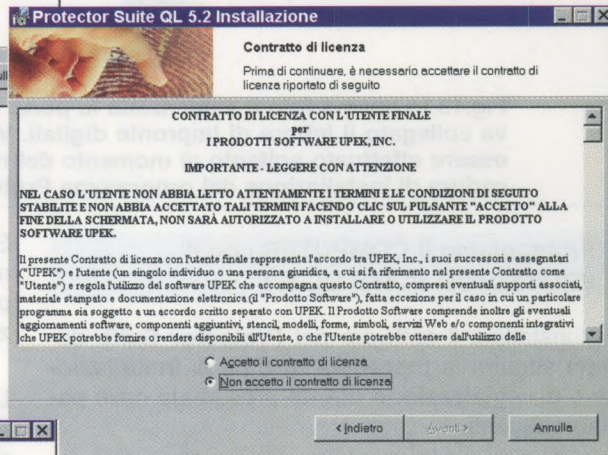 Protector Suite QL 5.2 Installazione
Contratto di licenza
Prima di continuare, è necessario accettare il contratto di
licenza riportato di seguito
CONTRATTO DI LICENZA CON L'UTENTE FINALE
per
I PRODOTTI SOFTWARE UPEK, INC.
IMPORTANTE - LEGGERE CON ATTENZIONE
NEL CASO L'UTENTE NON ABBIA LETTO ATTENTAMENTE I TERMINI E LE CONDIZIONI DI SEGUITO
STABILITE E NON ABBIA ACCETTATO TALI TERMINI FACENDO CLIC SUL PULSANTE "ACCETTO" ALLA
FINE DELLA SCHERMATA, NON SARÀ AUTORIZZATO A INSTALLARE O UTILIZZARE IL PRODOTTO
SOFTWARE UPEK.
Il presente Contratto di licenza con l'utente finale rappresenta l'accordo tra UPEK, Inc., i suoi successori e assegnatari
("UPEK") e l'utente (un singolo individuo o una persona giuridica, a cui si fa riferimento nel presente Contratto come
"Utente") e regola l'utilizzo del software UPEK che accompagna questo Contratto, compresi eventuali supporti associati,
materiale stampato e documentazione elettronica (il "Prodotto Software"), fatta eccezione per il caso in cui un particolare
programma sia soggetto a un accordo scritto separato con UPEK. Il Prodotto Software comprende inoltre gli eventuali
aggiornamenti software, componenti aggiuntivi, stencil, modelli, forme, simboli, servizi Web e/o componenti integrativi
che UPEK potrebbe fornire o rendere disponibili all'Utente, o che l'Utente potrebbe ottenere dall'utilizzo delle
Accetto il contratto di licenza
Non accetto il contratto di licenza
< Indietro
Avanti >
Annulla